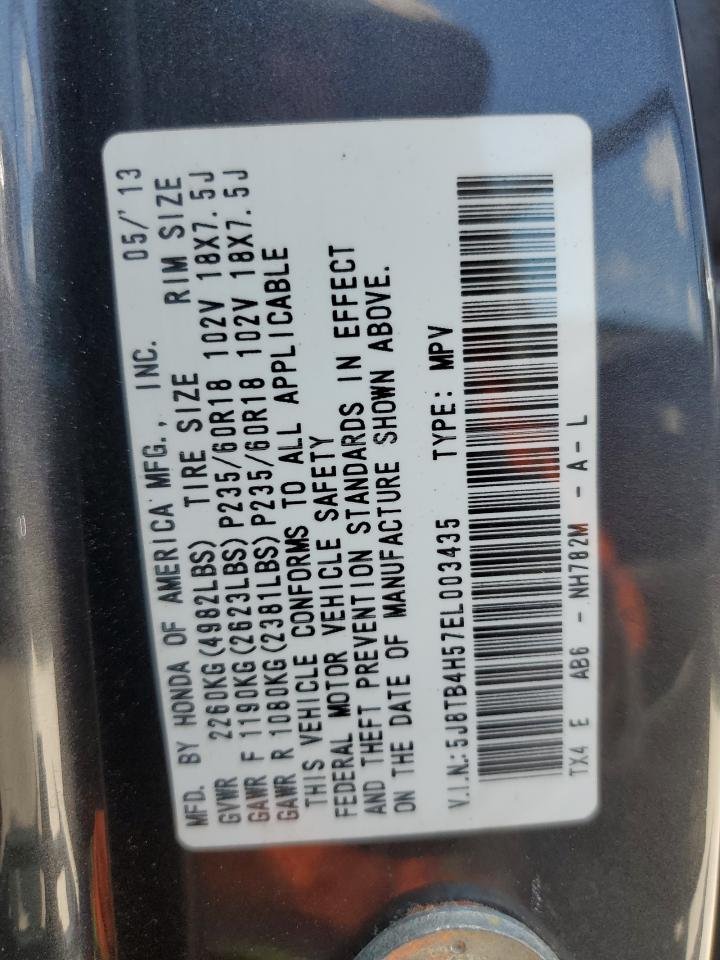 MFD. BY HONDA OF AMERICA MFG., INC. 05/'13
GVWR 2260KG(4982LBS) TIRE SIZE RIM SIZE
GAWR F 1190KG(2623LBS)P235/60R18 102V 18X7.5J
GAWR R 1080KG(2381LBS)P235/60R18 102V 18X7.5J
THIS VEHICLE CONFORMS TO ALL APPLICABLE
FEDERAL MOTOR VEHICLE SAFETY
AND THEFT PREVENTION STANDARDS IN EFFECT
ON THE DATE OF MANUFACTURE SHOWN ABOVE.
V.I.N.:5J8TB4H57EL003435 TYPE: MPV
TX4 E AB6 - NH782M - A - L